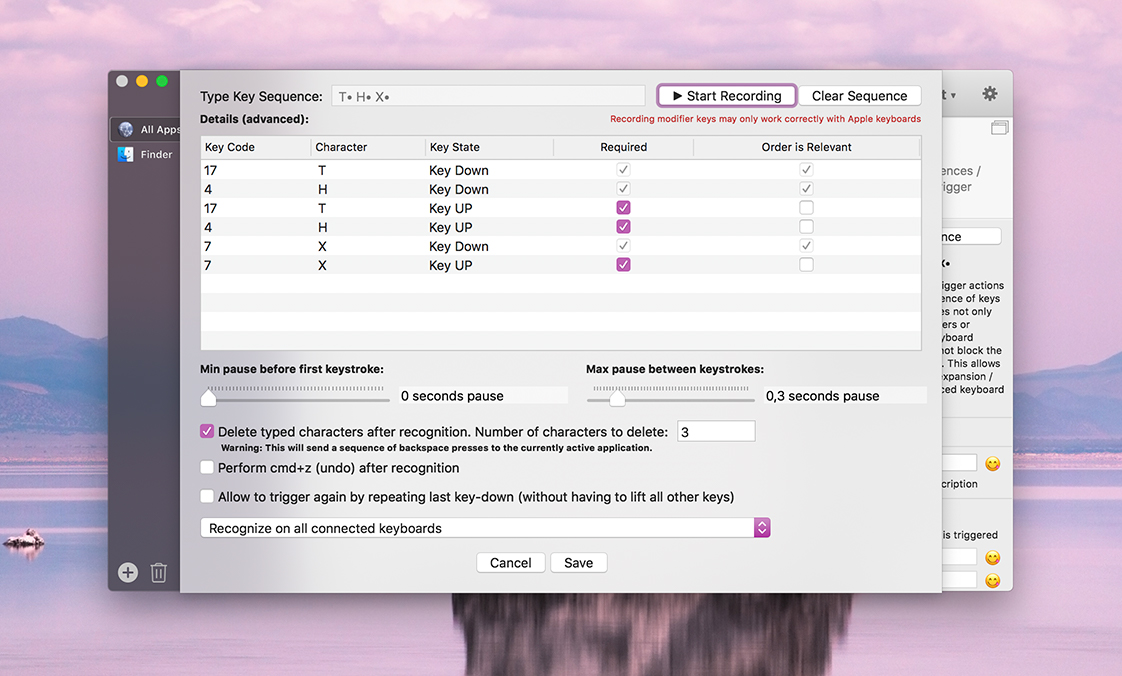 Type Key Sequence: T• H• X• ▶ Start Recording Clear Sequence
Details (advanced): Recording modifier keys may only work correctly with Apple keyboards
All Apps
Finder
Key Code Character Key State Required Order is Relevant
17 T Key Down
4 H Key Down
17 T Key UP
4 H Key UP
7 X Key Down
7 X Key UP
Min pause before first keystroke: Max pause between keystrokes:
0 seconds pause 0,3 seconds pause
Delete typed characters after recognition. Number of characters to delete: 3
Warning: This will send a sequence of backspace presses to the currently active application.
Perform cmd+z (undo) after recognition
Allow to trigger again by repeating last key-down (without having to lift all other keys)
Recognize on all connected keyboards
Cancel Save
t
ences /
igger
nce
X•
igger actions
ence of keys
es not only
ers or
yboard
not block the
. This allows
expansion /
ced keyboard
cription
is triggered